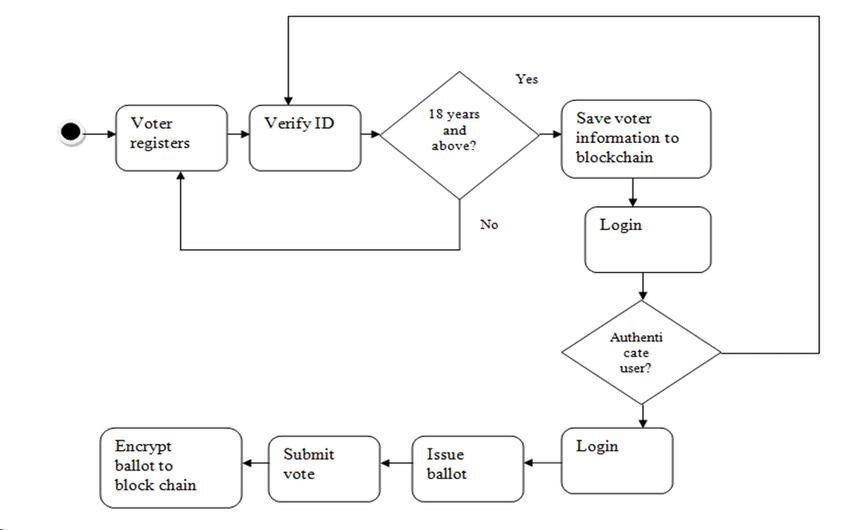 Voter
registers
Verify ID
18 years
and
above?
Yes
No
Save voter
information to
blockchain
Login
Authenti
cate
user?
Login
Issue
ballot
Submit
vote
Encrypt
ballot to
block chain